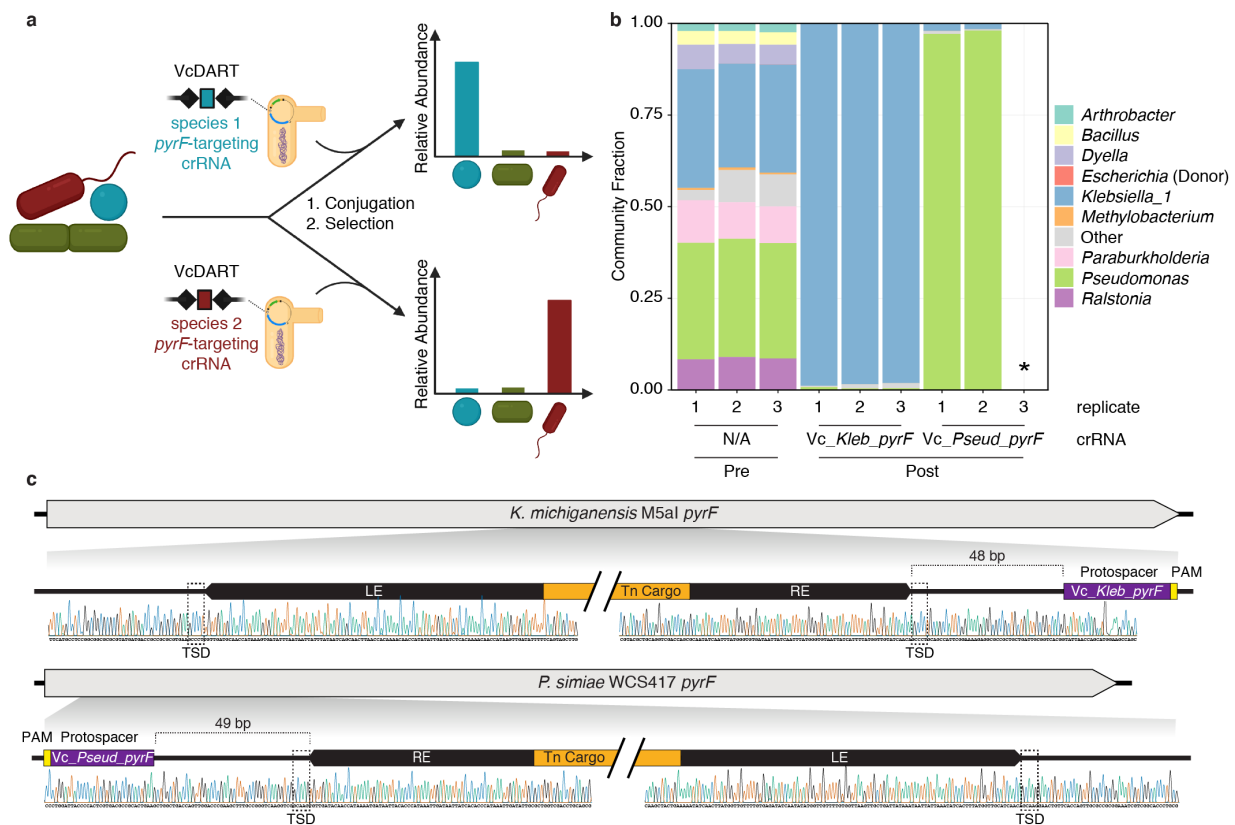 a
VcDART
species 1
pyrF-targeting
crRNA
VcDART
species 2
pyrF-targeting
crRNA
1. Conjugation
2. Selection
Relative Abundance
Relative Abundance
b
Community Fraction
1.00
0.75
0.50
0.25
0.00
*
1 2 3 1 2 3 1 2 3 replicate
N/A Vc_Kleb_pyrF Vc_Pseud_pyrF crRNA
Pre Post
Arthrobacter
Bacillus
Dyella
Escherichia (Donor)
Klebsiella_1
Methylobacterium
Other
Paraburkholderia
Pseudomonas
Ralstonia
c
K. michiganensis M5aI pyrF
48 bp
Protospacer PAM
LE Tn Cargo RE Vc_Kleb_pyrF
TSD TSD
P. simiae WCS417 pyrF
49 bp
PAM Protospacer
Vc_Pseud_pyrF RE Tn Cargo LE
TSD TSD